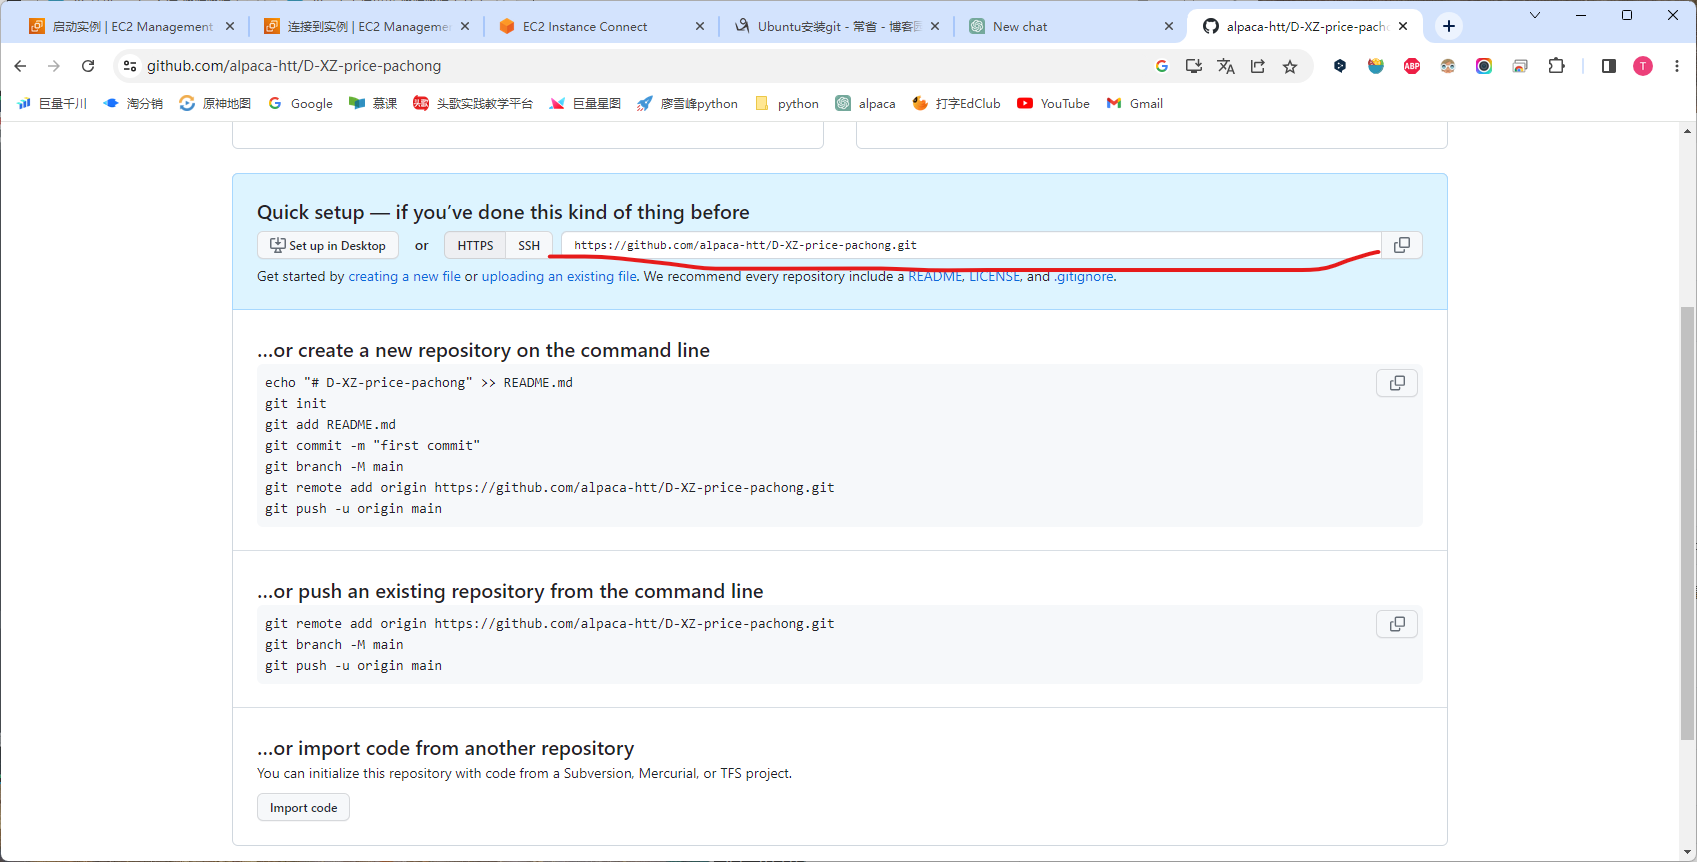 启动实例 | EC2 Management
连接到实例 | EC2 Manageme
EC2 Instance Connect
Ubuntu安装git - 常省 - 博客园
New chat
alpaca-htt/D-XZ-price-pacho
github.com/alpaca-htt/D-XZ-price-pachong
ABP
T
巨量千川
淘分销
原神地图
Google
慕课
头歌实践教学平台
巨量星图
廖雪峰python
python
alpaca
打字EdClub
YouTube
Gmail
Quick setup — if you’ve done this kind of thing before
Set up in Desktop
or
HTTPS
SSH
https://github.com/alpaca-htt/D-XZ-price-pachong.git
Get started by creating a new file or uploading an existing file. We recommend every repository include a README, LICENSE, and .gitignore.
…or create a new repository on the command line
echo "# D-XZ-price-pachong" >> README.md
git init
git add README.md
git commit -m "first commit"
git branch -M main
git remote add origin https://github.com/alpaca-htt/D-XZ-price-pachong.git
git push -u origin main
…or push an existing repository from the command line
git remote add origin https://github.com/alpaca-htt/D-XZ-price-pachong.git
git branch -M main
git push -u origin main
…or import code from another repository
You can initialize this repository with code from a Subversion, Mercurial, or TFS project.
Import code